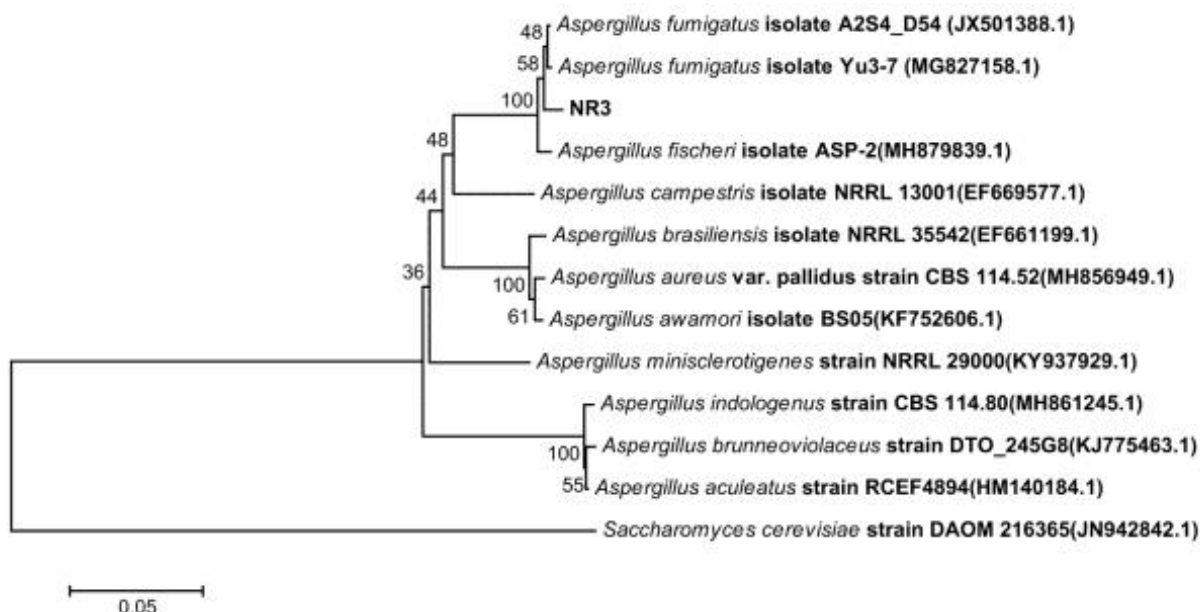 48
Aspergillus fumigatus isolate A2S4_D54 (JX501388.1)
58
Aspergillus fumigatus isolate Yu3-7 (MG827158.1)
100
NR3
48
Aspergillus fischeri isolate ASP-2(MH879839.1)
44
Aspergillus campestris isolate NRRL 13001(EF669577.1)
Aspergillus brasiliensis isolate NRRL 35542(EF661199.1)
36
100
Aspergillus aureus var. pallidus strain CBS 114.52(MH856949.1)
61
Aspergillus awamori isolate BS05(KF752606.1)
Aspergillus minisclerotigenes strain NRRL 29000(KY937929.1)
Aspergillus indologenus strain CBS 114.80(MH861245.1)
100
Aspergillus brunneoviolaceus strain DTO_245G8(KJ775463.1)
55
Aspergillus aculeatus strain RCEF4894(HM140184.1)
Saccharomyces cerevisiae strain DAOM 216365(JN942842.1)
0.05